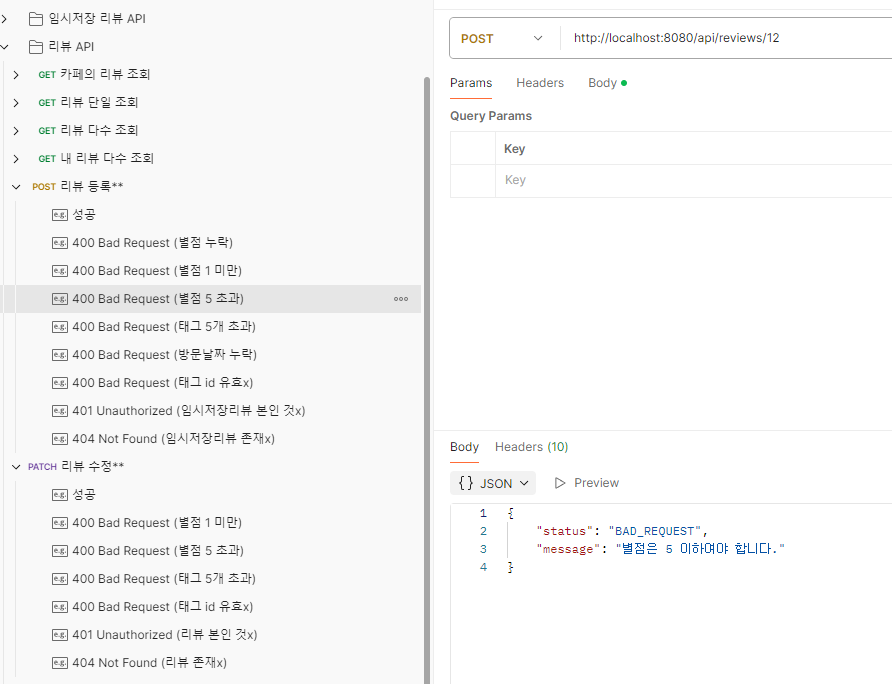 임시저장 리뷰 API
리뷰 API
GET 카페의 리뷰 조회
GET 리뷰 단일 조회
GET 리뷰 다수 조회
GET 내 리뷰 다수 조회
POST 리뷰 등록**
e.g. 성공
e.g. 400 Bad Request (별점 누락)
e.g. 400 Bad Request (별점 1 미만)
e.g. 400 Bad Request (별점 5 초과)
e.g. 400 Bad Request (태그 5개 초과)
e.g. 400 Bad Request (방문날짜 누락)
e.g. 400 Bad Request (태그 id 유효x)
e.g. 401 Unauthorized (임시저장리뷰 본인 것x)
e.g. 404 Not Found (임시저장리뷰 존재x)
PATCH 리뷰 수정**
e.g. 성공
e.g. 400 Bad Request (별점 1 미만)
e.g. 400 Bad Request (별점 5 초과)
e.g. 400 Bad Request (태그 5개 초과)
e.g. 400 Bad Request (태그 id 유효x)
e.g. 401 Unauthorized (리뷰 본인 것x)
e.g. 404 Not Found (리뷰 존재x)
POST http://localhost:8080/api/reviews/12
Params Headers Body
Query Params
Key
Key
Body Headers (10)
{} JSON Preview
1 {
2 "status": "BAD_REQUEST",
3 "message": "별점은 5 이하여야 합니다."
4 }